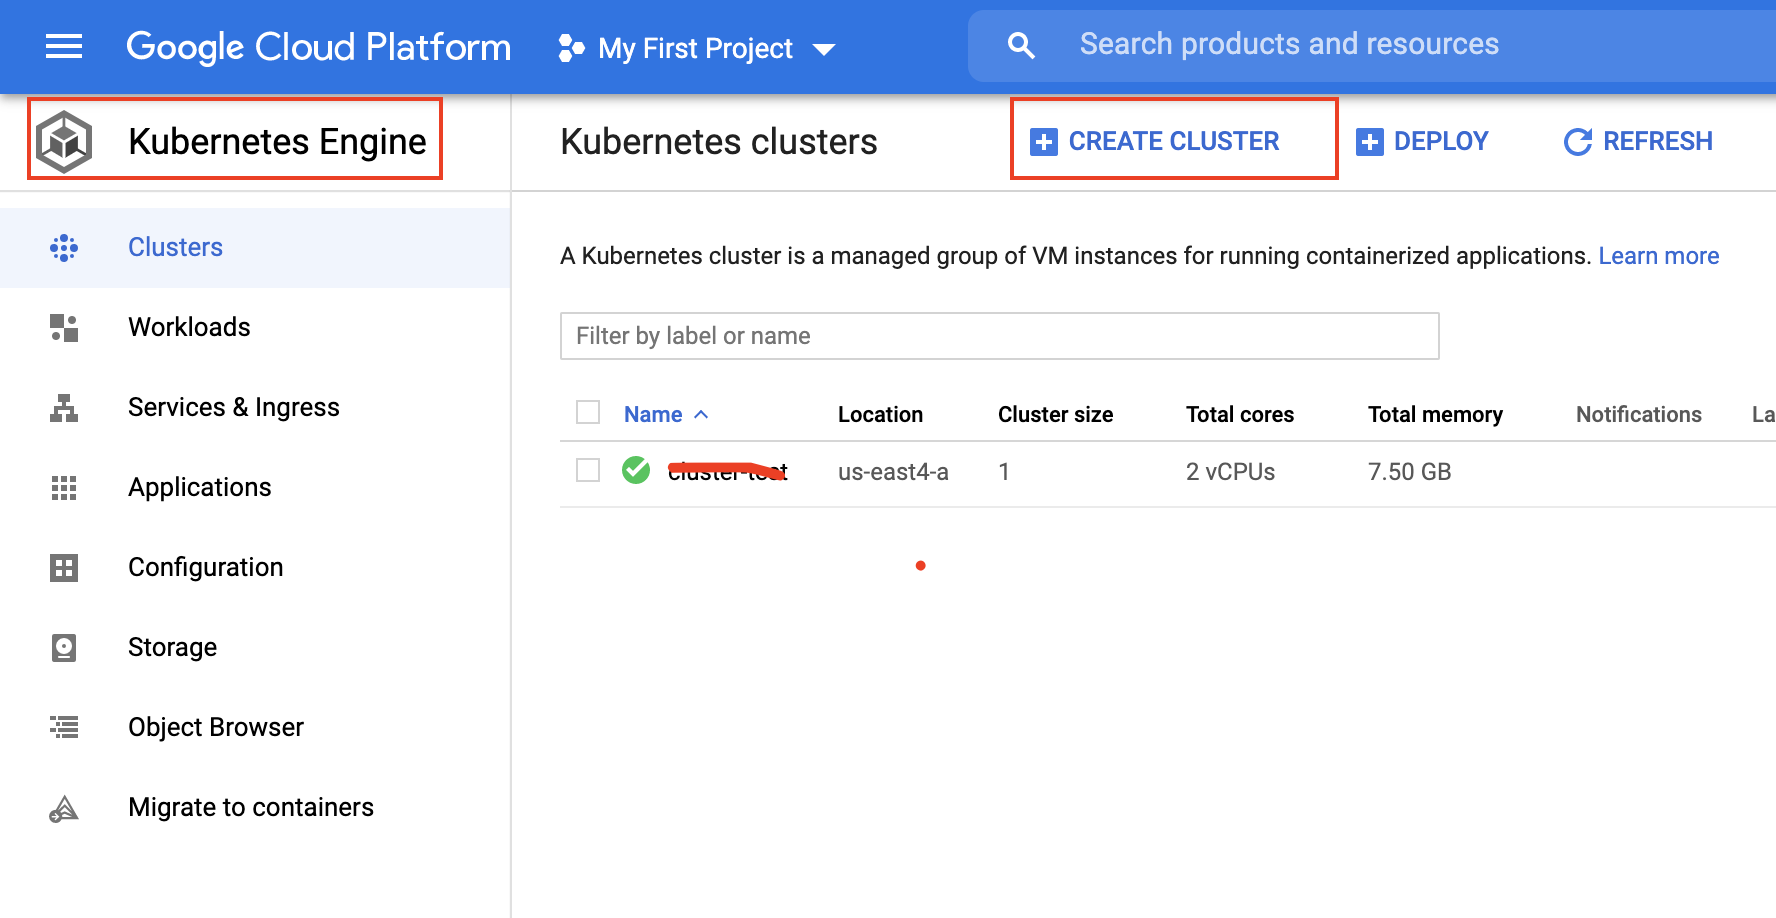 Google Cloud Platform
My First Project
Search products and resources
Kubernetes Engine
Kubernetes clusters
CREATE CLUSTER
DEPLOY
REFRESH
Clusters
Workloads
Services & Ingress
Applications
Configuration
Storage
Object Browser
Migrate to containers
A Kubernetes cluster is a managed group of VM instances for running containerized applications. Learn more
Filter by label or name
Name Location Cluster size Total cores Total memory Notifications La
cluster-test us-east4-a 1 2 vCPUs 7.50 GB